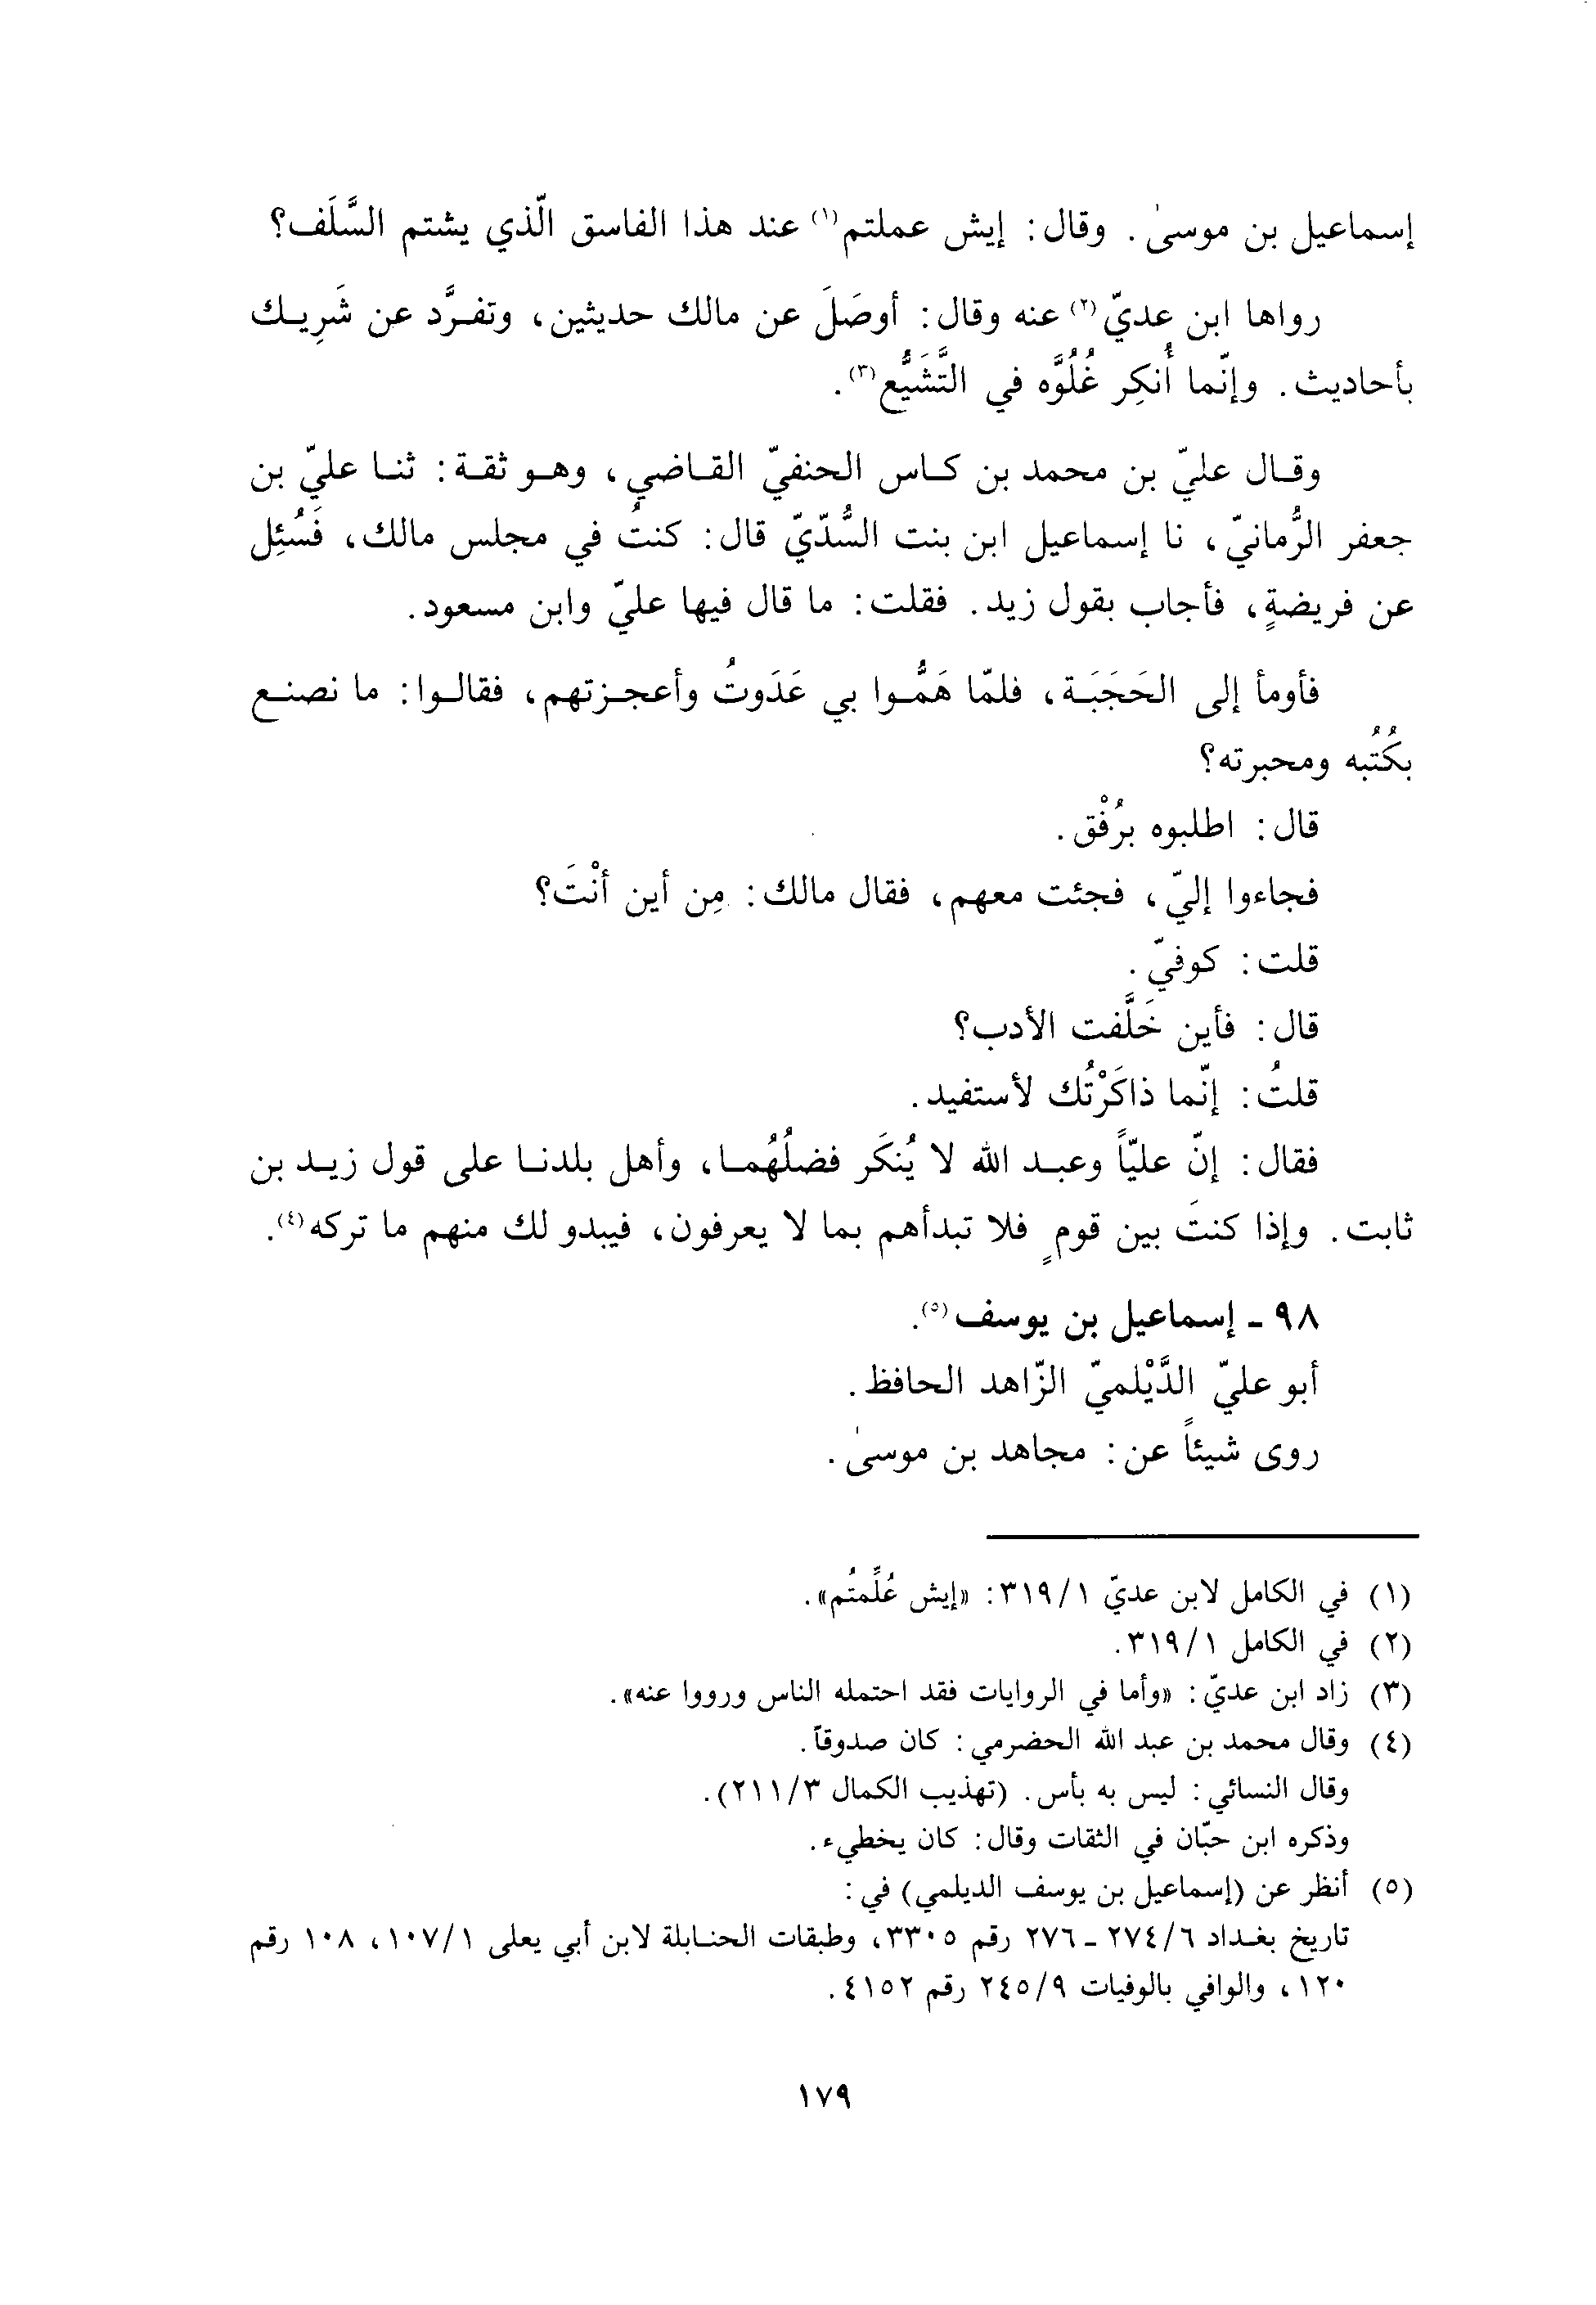 إسماعيل بن موسىٰ. وقال: إيش عملتم(١) عند هذا الفاسق الّذي يشتم السَّلَف؟
رواها ابن عديّ(٢) عنه وقال: أوصَلَ عن مالك حديثين، وتفرَّد عن شَرِيك
بأحاديث. وإنّما أُنكِر غُلُوَّه في التَّشَيُّع(٣).
وقال عليّ بن محمد بن كاس الحنفيّ القاضي، وهو ثقة: ثنا عليّ بن
جعفر الرُّمانيّ، نا إسماعيل ابن بنت السُّدّيّ قال: كنتُ في مجلس مالك، فَسُئِل
عن فريضةٍ، فأجاب بقول زيد. فقلت: ما قال فيها عليّ وابن مسعود.
فأومأ إلى الحَجَبَة، فلمّا هَمُّوا بي عَدَوتُ وأعجزتهم، فقالوا: ما نصنع
بكُتُبه ومحبرته؟
قال: اطلبوه برُفْق.
فجاءوا إليّ، فجئت معهم، فقال مالك: مِن أين أنْتَ؟
قلت: كوفيّ.
قال: فأين خَلَّفت الأدب؟
قلتُ: إنّما ذاكَرْتُك لأستفيد.
فقال: إنّ عليّاً وعبد الله لا يُنكَر فضلُهُما، وأهل بلدنا على قول زيد بن
ثابت. وإذا كنتَ بين قومٍ فلا تبدأهم بما لا يعرفون، فيبدو لك منهم ما تركه(٤).
٩٨ ـ إسماعيل بن يوسف(٥).
أبو عليّ الدَّيْلميّ الزّاهد الحافظ.
روى شيئاً عن: مجاهد بن موسىٰ.
(١) في الكامل لابن عديّ ٣١٩/١: «إيش عُلِّمتُم».
(٢) في الكامل ٣١٩/١.
(٣) زاد ابن عديّ: «وأما في الروايات فقد احتمله الناس ورووا عنه».
(٤) وقال محمد بن عبد الله الحضرمي: كان صدوقاً.
وقال النسائي: ليس به بأس. (تهذيب الكمال ٢١١/٣).
وذكره ابن حبّان في الثقات وقال: كان يخطيء.
(٥) أنظر عن (إسماعيل بن يوسف الديلمي) في:
تاريخ بغداد ٢٧٤/٦ ـ ٢٧٦ رقم ٣٣٠٥، وطبقات الحنابلة لابن أبي يعلى ١٠٧/١، ١٠٨ رقم
١٢٠، والوافي بالوفيات ٢٤٥/٩ رقم ٤١٥٢.
١٧٩